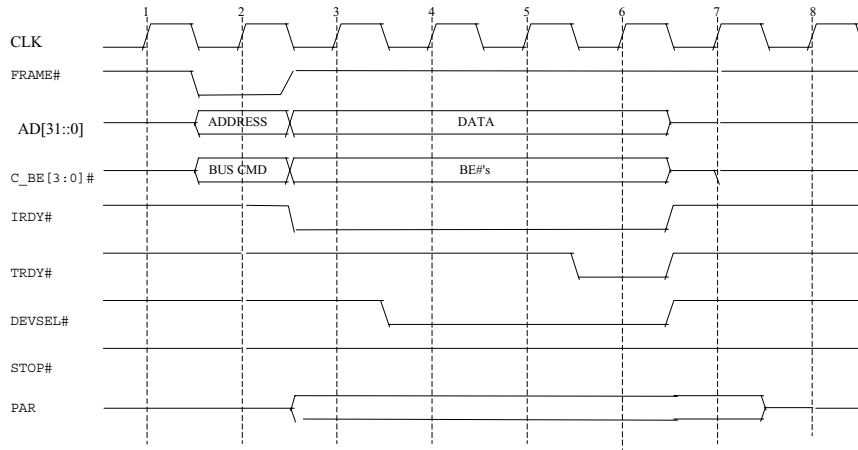 1 2 3 4 5 6 7 8
CLK
FRAME#
AD[31::0] ADDRESS DATA
C_BE[3:0]# BUS CMD BE#'s
IRDY#
TRDY#
DEVSEL#
STOP#
PAR